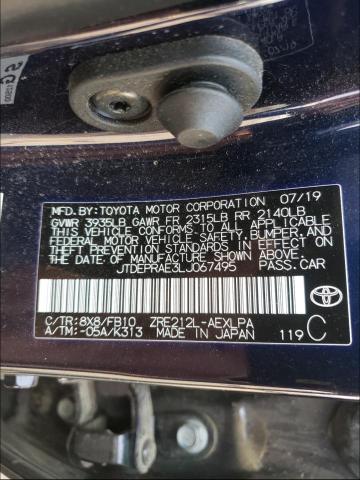 MFD. BY: TOYOTA MOTOR CORPORATION 07/19
GVWR 3935LB GAWR FR 2315LB RR 2140LB
THIS VEHICLE CONFORMS TO ALL APPLICABLE
FEDERAL MOTOR VEHICLE SAFETY, BUMPER, AND
THEFT PREVENTION STANDARDS IN EFFECT ON
THE DATE OF MANUFACTURE SHOWN ABOVE.
JTDEPRAE3LJ067495 PASS.CAR
C/TR: 8X8/FB10 ZRE212L-AEXLPA
A/TM: -05A/K313 MADE IN JAPAN 119 C
TOYOTA